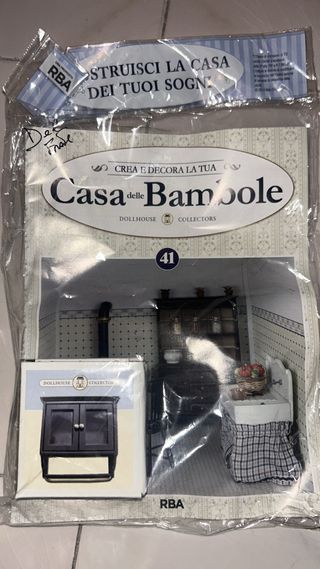 RBA
COSTRUISCI LA CASA
DEI TUOI SOGNI
CREA E DECORA LA TUA
Casa delle Bambole
DOLLHOUSE COLLECTORS
41
DOLLHOUSE COLLECTORS
RBA